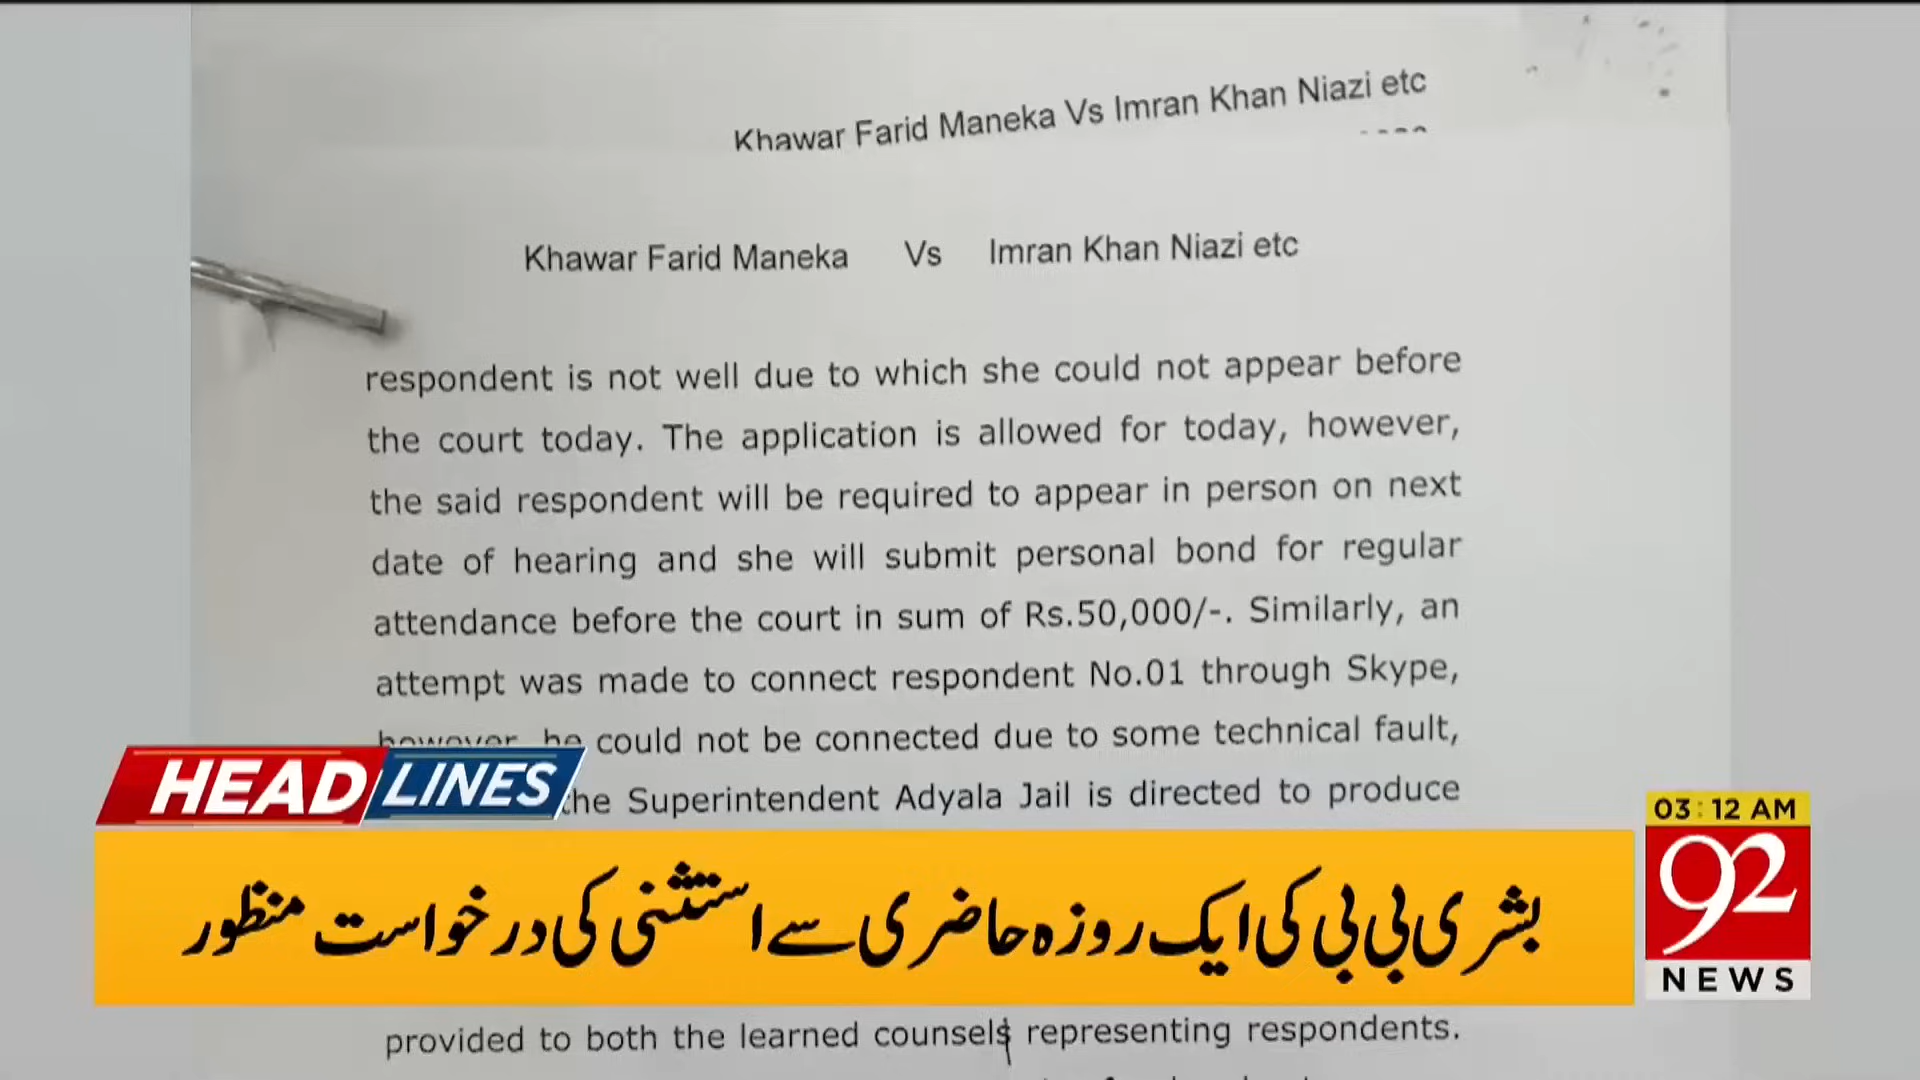 Khawar Farid Maneka Vs Imran Khan Niazi etc
Khawar Farid Maneka Vs Imran Khan Niazi etc
respondent is not well due to which she could not appear before
the court today. The application is allowed for today, however,
the said respondent will be required to appear in person on next
date of hearing and she will submit personal bond for regular
attendance before the court in sum of Rs.50,000/-. Similarly, an
attempt was made to connect respondent No.01 through Skype,
however, he could not be connected due to some technical fault,
the Superintendent Adyala Jail is directed to produce
HEADLINES
03:12 AM
بشری بی بی کی ایک روزہ حاضری سے استثنیٰ کی درخواست منظور
92
NEWS
provided to both the learned counsels representing respondents.